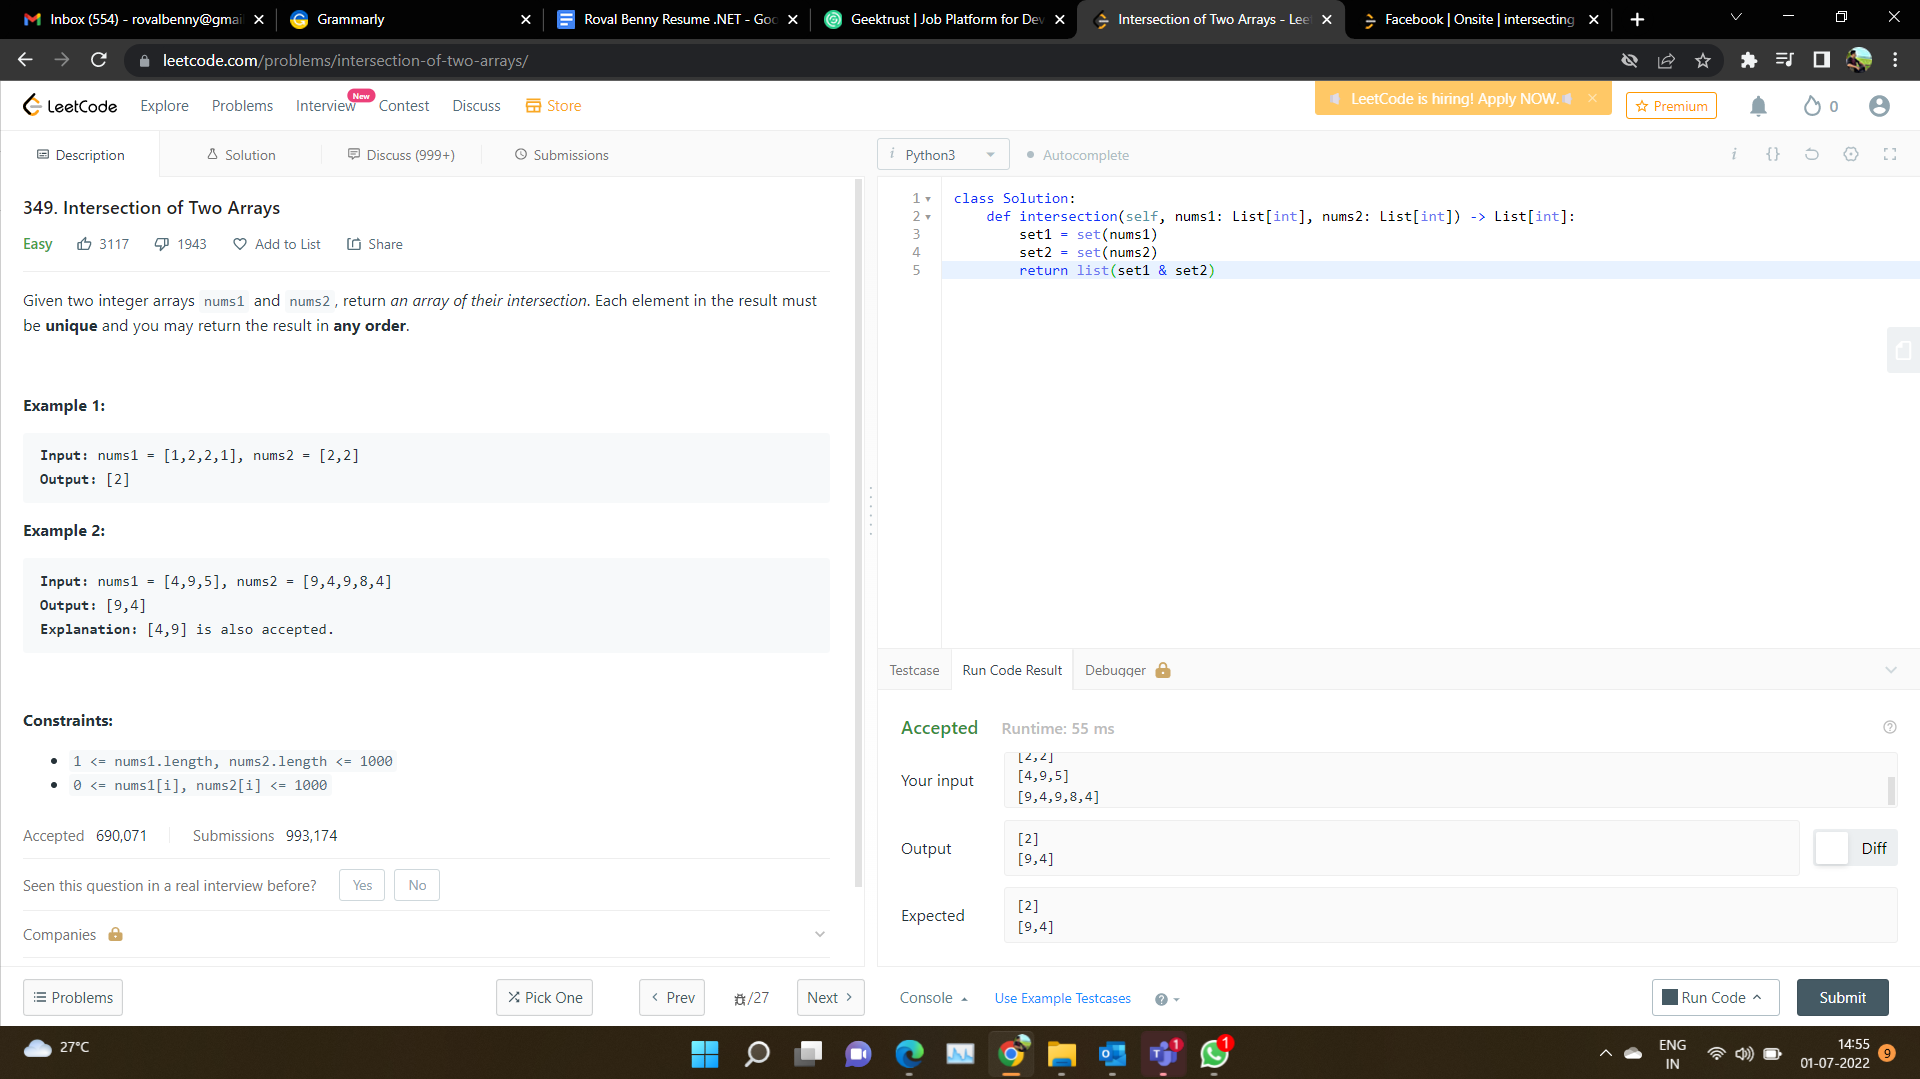 Inbox (554) - rovalbenny@gmai
Grammarly
Roval Benny Resume .NET - Goo
Geektrust | Job Platform for Dev
Intersection of Two Arrays - Lee
Facebook | Onsite | intersecting
leetcode.com/problems/intersection-of-two-arrays/
LeetCode
Explore
Problems
Interview
New
Contest
Discuss
Store
LeetCode is hiring! Apply NOW.
Premium
0
Description
Solution
Discuss (999+)
Submissions
i Python3
Autocomplete
i {}
349. Intersection of Two Arrays
Easy 3117 1943 Add to List Share
Given two integer arrays nums1 and nums2, return an array of their intersection. Each element in the result must
be unique and you may return the result in any order.
Example 1:
Input: nums1 = [1,2,2,1], nums2 = [2,2]
Output: [2]
Example 2:
Input: nums1 = [4,9,5], nums2 = [9,4,9,8,4]
Output: [9,4]
Explanation: [4,9] is also accepted.
Constraints:
1 <= nums1.length, nums2.length <= 1000
0 <= nums1[i], nums2[i] <= 1000
Accepted 690,071 Submissions 993,174
Seen this question in a real interview before? Yes No
Companies
Problems
Pick One
Prev
/27
Next
1 class Solution:
2 def intersection(self, nums1: List[int], nums2: List[int]) -> List[int]:
3 set1 = set(nums1)
4 set2 = set(nums2)
5 return list(set1 & set2)
Testcase
Run Code Result
Debugger
Accepted Runtime: 55 ms
Your input
[2,2]
[4,9,5]
[9,4,9,8,4]
Output
[2]
[9,4]
Diff
Expected
[2]
[9,4]
Console
Use Example Testcases
Run Code
Submit
27°C
1
1
ENG
IN
14:55
01-07-2022
9